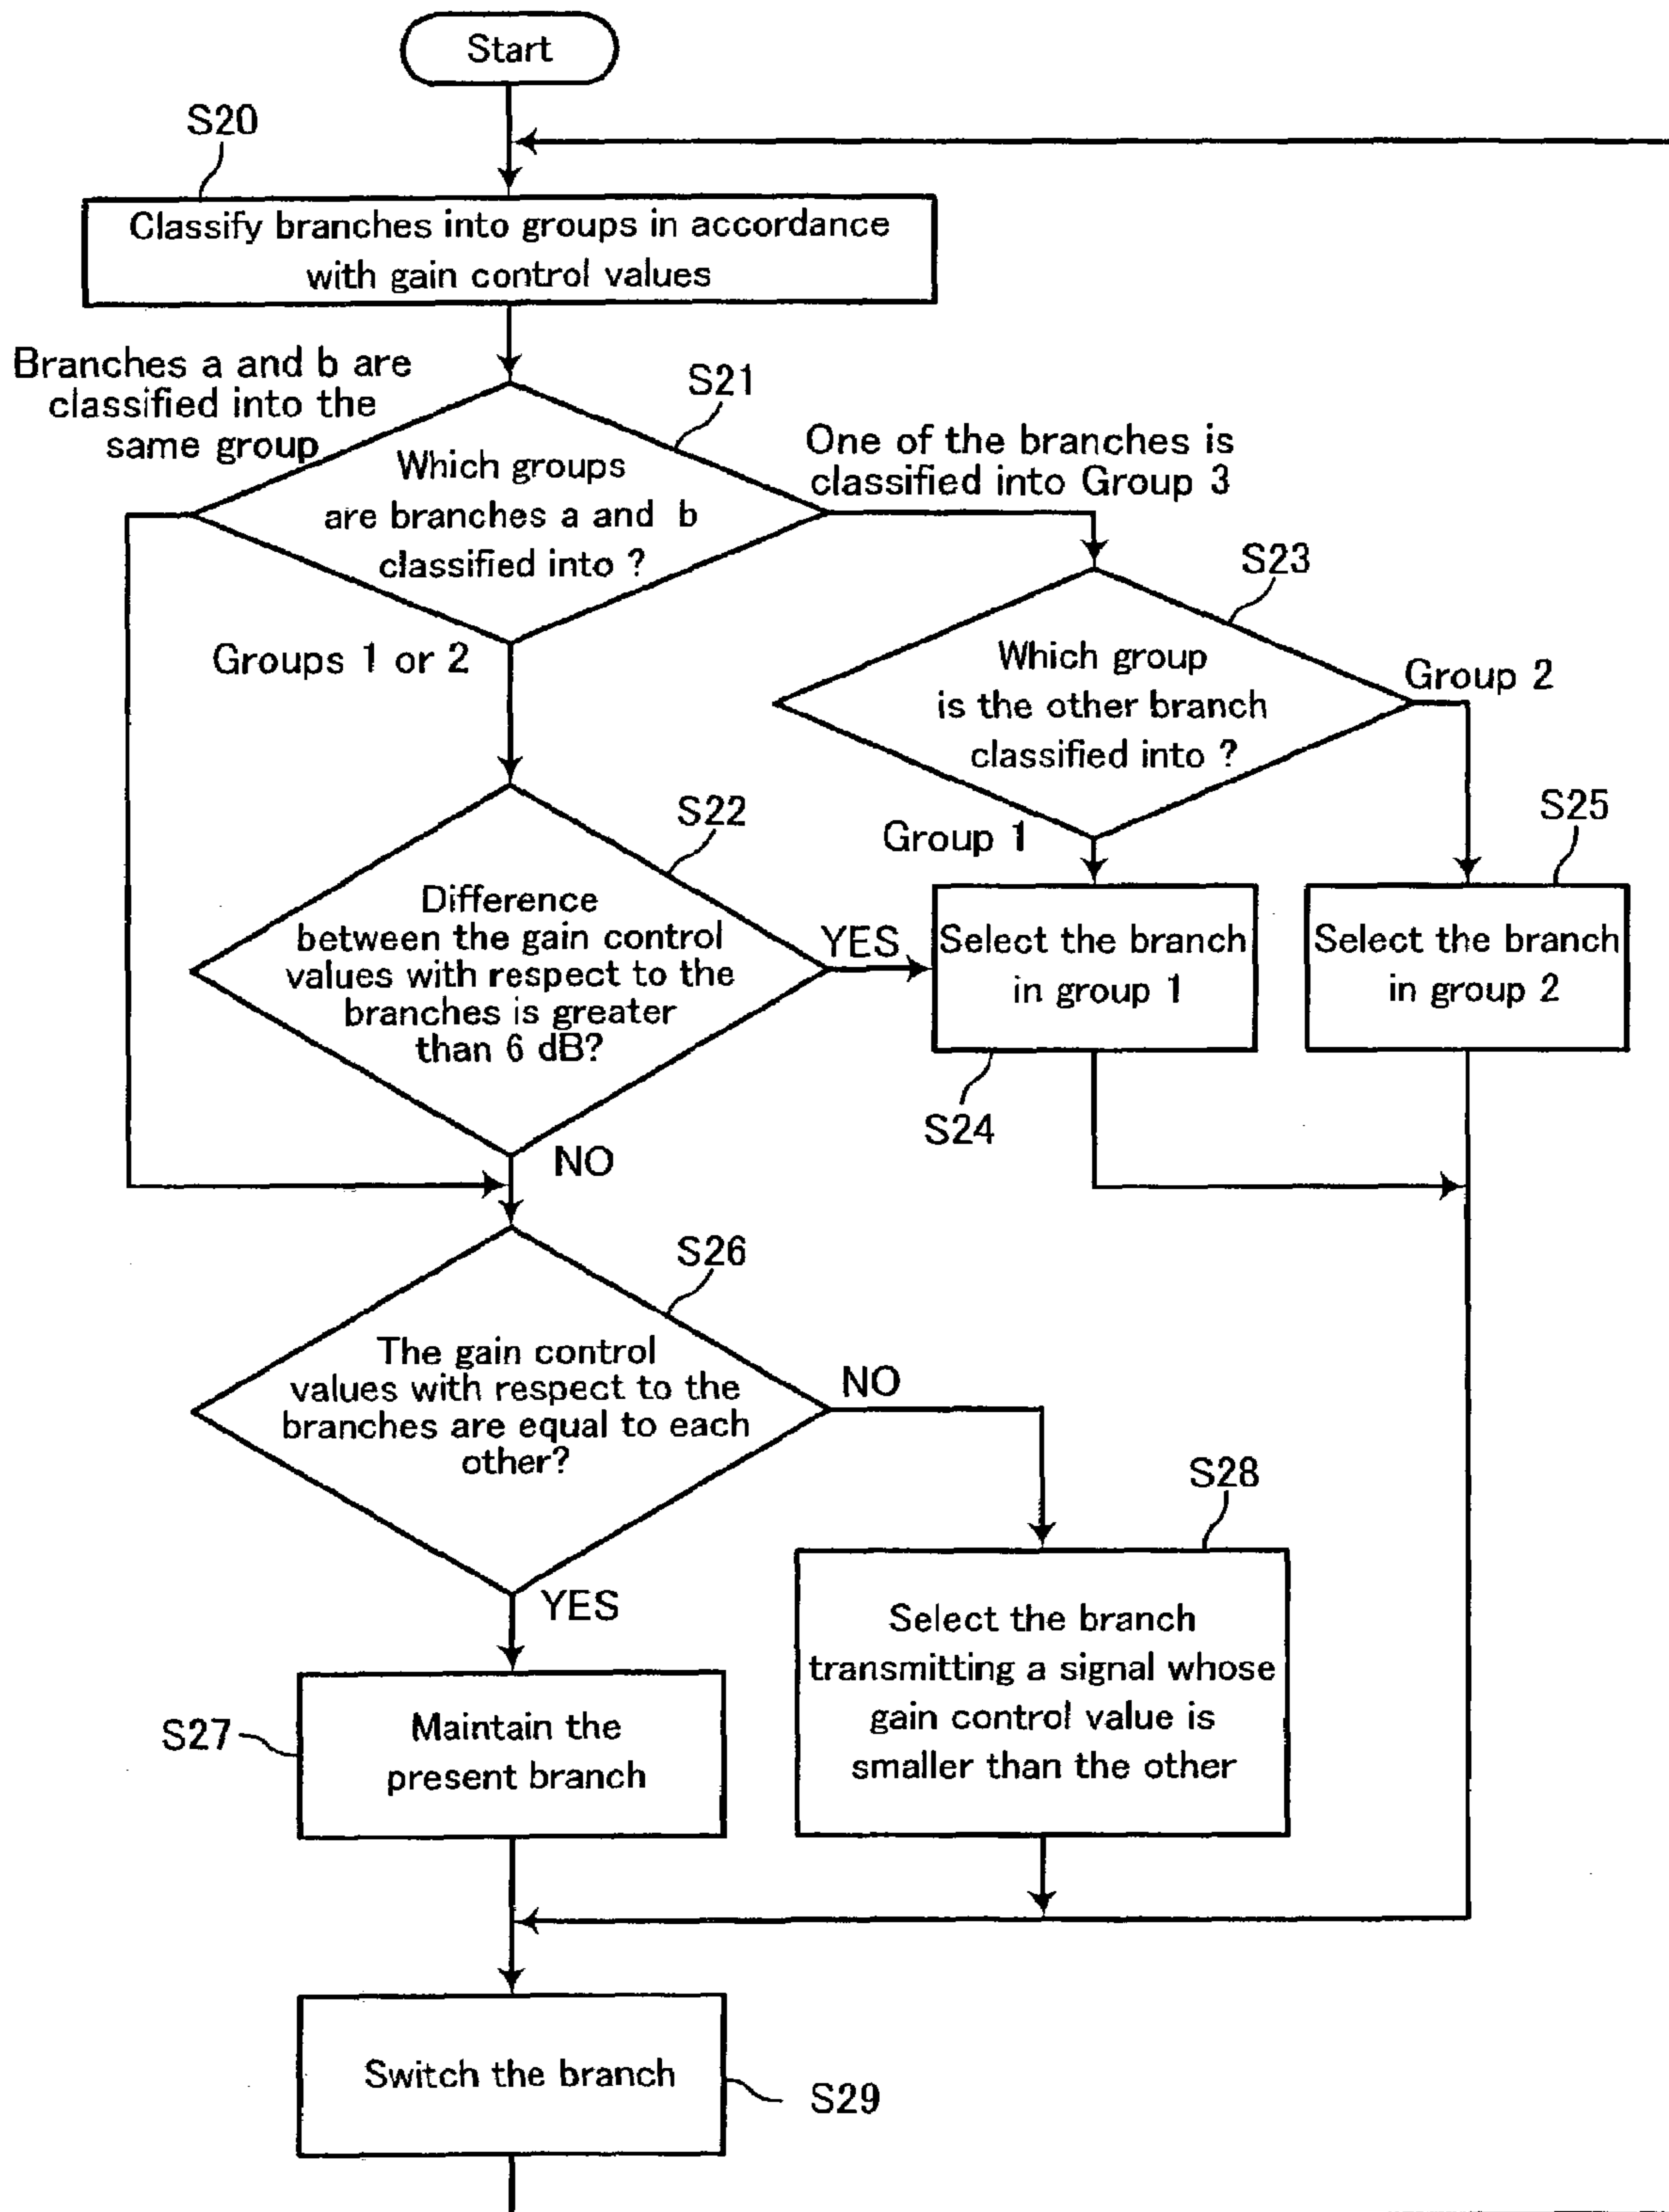 Start
S20
Classify branches into groups in accordance
with gain control values
Branches a and b are
classified into the
same group
S21
Which groups
are branches a and b
classified into ?
One of the branches is
classified into Group 3
S23
Which group
is the other branch
classified into ?
Group 2
Groups 1 or 2
S22
Difference
between the gain control
values with respect to the
branches is greater
than 6 dB?
YES
Group 1
Select the branch
in group 1
S24
S25
Select the branch
in group 2
NO
S26
The gain control
values with respect to the
branches are equal to each
other?
NO
S28
Select the branch
transmitting a signal whose
gain control value is
smaller than the other
YES
S27
Maintain the
present branch
Switch the branch
S29